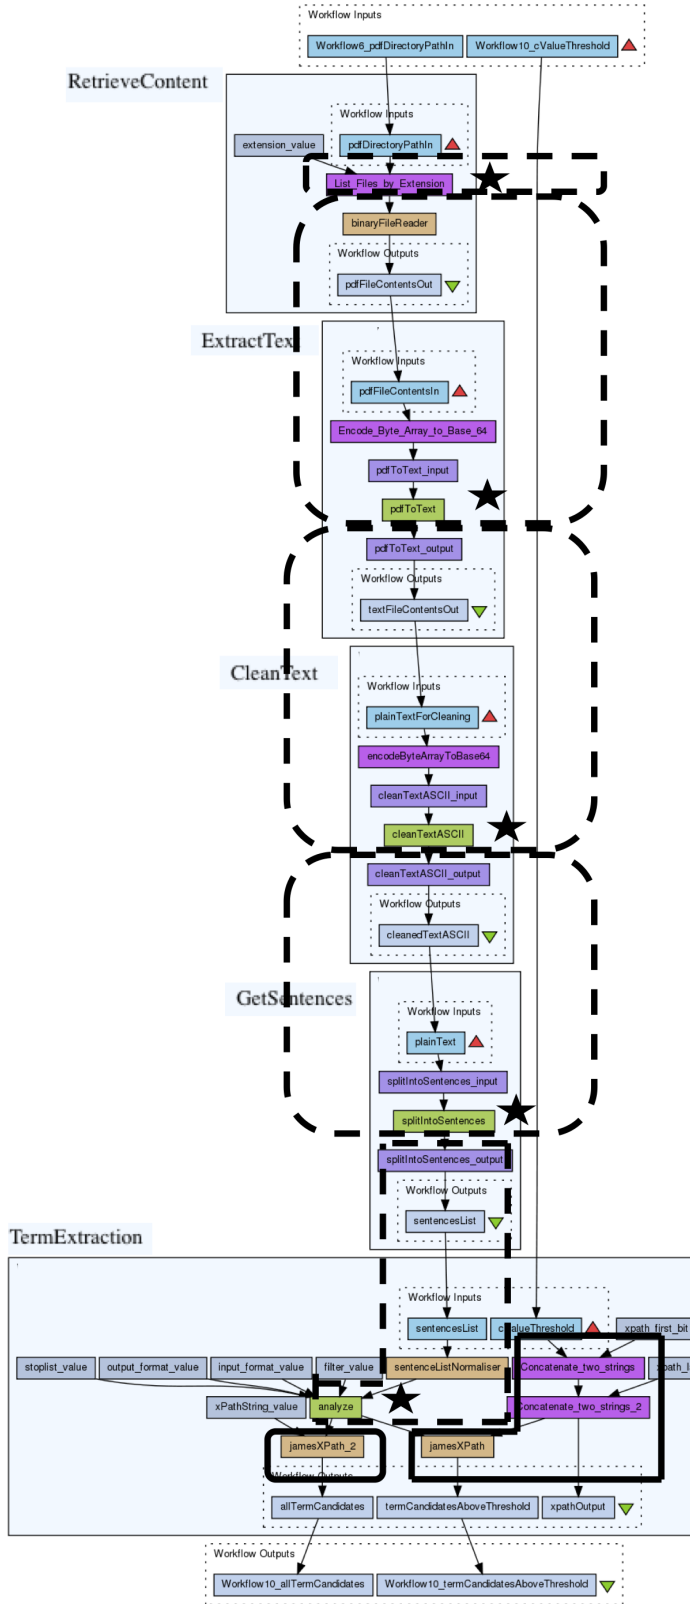 Workflow Inputs
Workflow6_pdfDirectoryPathIn Workflow10_cValueThreshold
RetrieveContent
Workflow Inputs
extension_value pdfDirectoryPathIn
List_Files_by_Extension
binaryFileReader
Workflow Outputs
pdfFileContentsOut
ExtractText
Workflow Inputs
pdfFileContentsIn
Encode_Byte_Array_to_Base_64
pdfToText_input
pdfToText
pdfToText_output
Workflow Outputs
textFileContentsOut
CleanText
Workflow Inputs
plainTextForCleaning
encodeByteArrayToBase64
cleanTextASCII_input
cleanTextASCII
cleanTextASCII_output
Workflow Outputs
cleanedTextASCII
GetSentences
Workflow Inputs
plainText
splitIntoSentences_input
splitIntoSentences
splitIntoSentences_output
Workflow Outputs
sentencesList
TermExtraction
Workflow Inputs
sentencesList cValueThreshold xpath_first_bit
stoplist_value output_format_value input_format_value filter_value sentenceListNormaliser Concatenate_two_strings
xPathString_value analyze Concatenate_two_strings_2
jamesXPath_2 jamesXPath
Workflow Outputs
allTermCandidates termCandidatesAboveThreshold xpathOutput
Workflow Outputs
Workflow10_allTermCandidates Workflow10_termCandidatesAboveThreshold